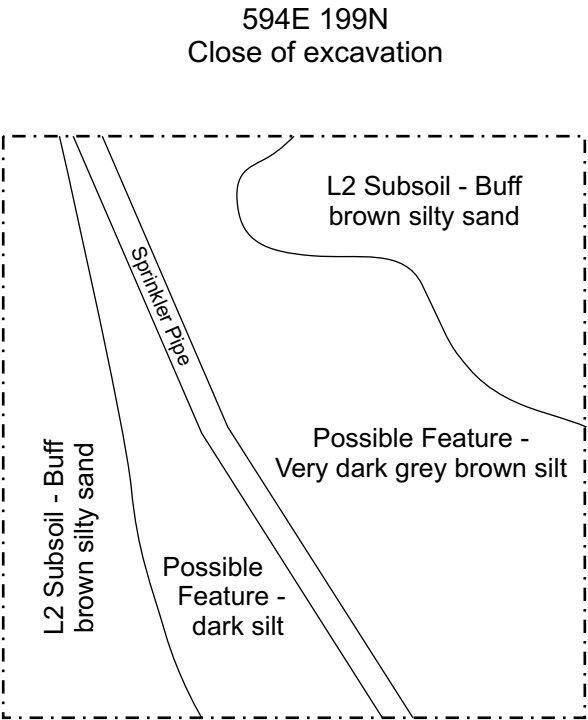 594E 199N
Close of excavation
L2 Subsoil - Buff
brown silty sand
Sprinkler Pipe
Possible Feature -
Very dark grey brown silt
L2 Subsoil - Buff
brown silty sand
Possible
Feature -
dark silt